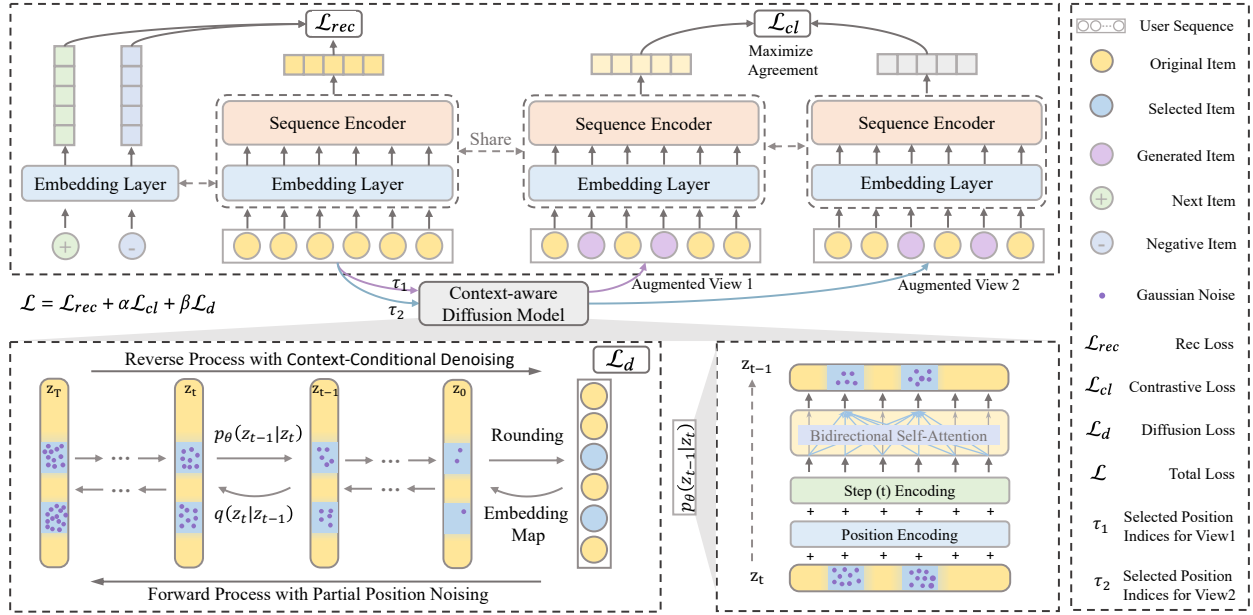 ℒrec
ℒcl
Maximize
Agreement
Sequence Encoder
Sequence Encoder
Sequence Encoder
Share
Embedding Layer
Embedding Layer
Embedding Layer
Embedding Layer
+
-
τ1
τ2
Augmented View 1
Augmented View 2
ℒ = ℒrec + αℒcl + βℒd
Context-aware
Diffusion Model
Reverse Process with Context-Conditional Denoising
ℒd
zT
zt
zt−1
z0
pθ(zt−1|zt)
Rounding
...
...
...
...
q(zt|zt−1)
Embedding
Map
Forward Process with Partial Position Noising
pθ(zt−1|zt)
zt−1
Bidirectional Self-Attention
Step (t) Encoding
+ + + + + +
Position Encoding
+ + + + + +
zt
User Sequence
Original Item
Selected Item
Generated Item
+ Next Item
- Negative Item
Gaussian Noise
ℒrec Rec Loss
ℒcl Contrastive Loss
ℒd Diffusion Loss
ℒ Total Loss
τ1 Selected Position
Indices for View1
τ2 Selected Position
Indices for View2